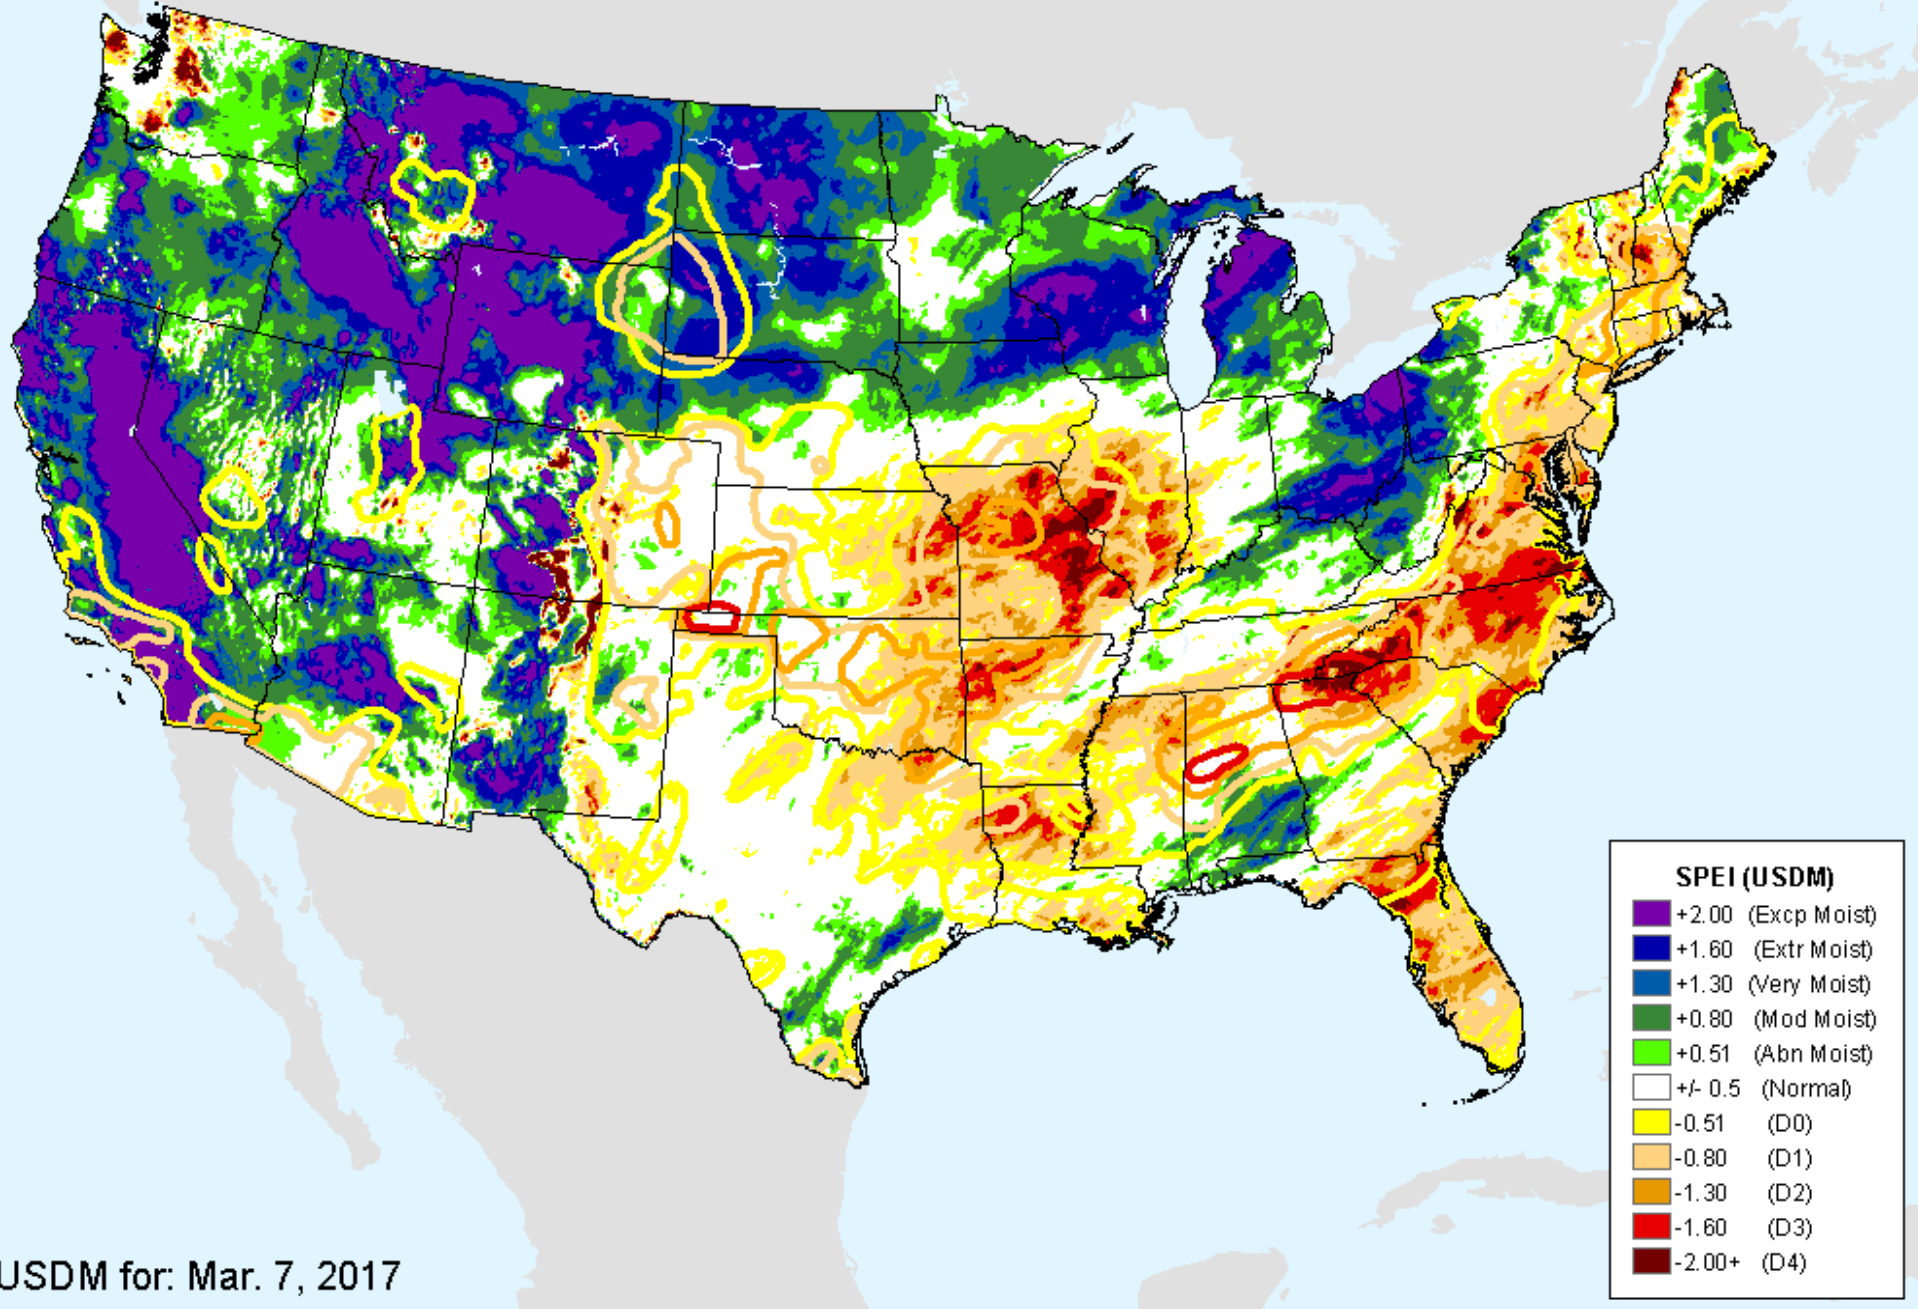 SPEI (USDM)
+2.00 (Excp Moist)
+1.60 (Extr Moist)
+1.30 (Very Moist)
+0.80 (Mod Moist)
+0.51 (Abn Moist)
+/- 0.5 (Normal)
-0.51 (D0)
-0.80 (D1)
-1.30 (D2)
-1.60 (D3)
-2.00+ (D4)
USDM for: Mar. 7, 2017